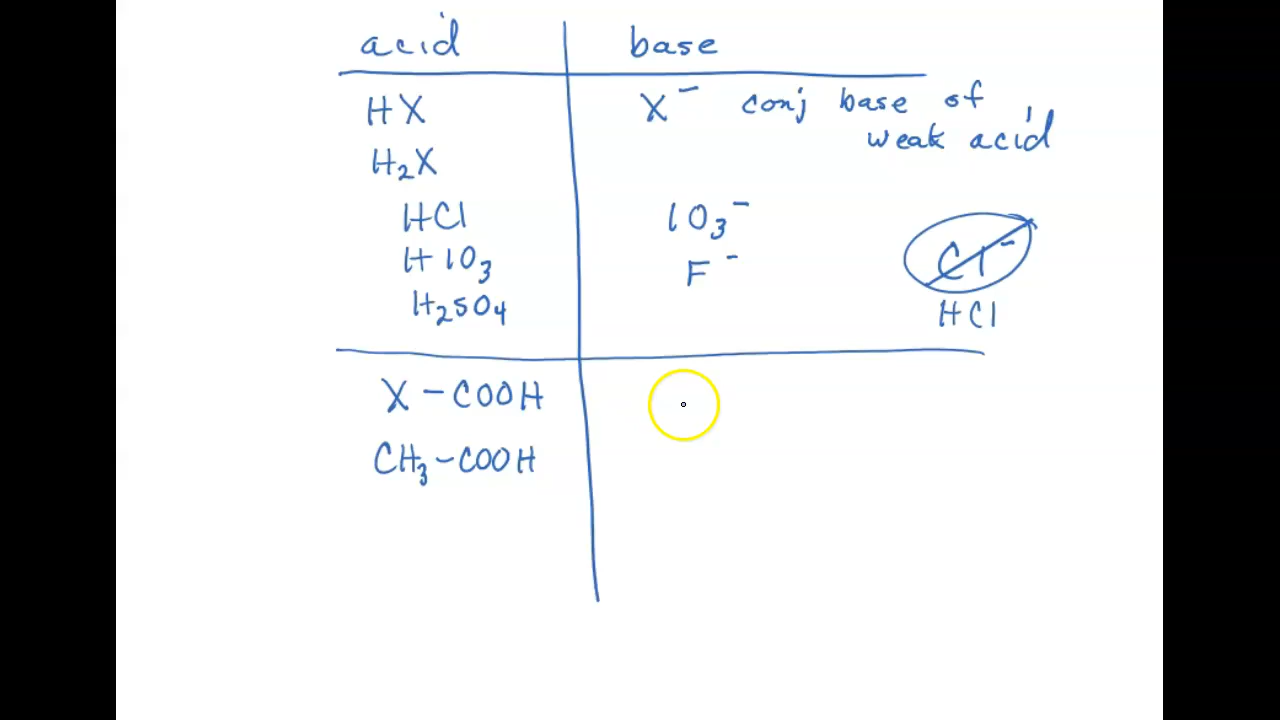 acid base
HX X⁻ conj base of
weak acid
H₂X
HCl IO₃⁻
HIO₃ F⁻ Cl⁻
H₂SO₄ HCl
X-COOH
CH₃-COOH